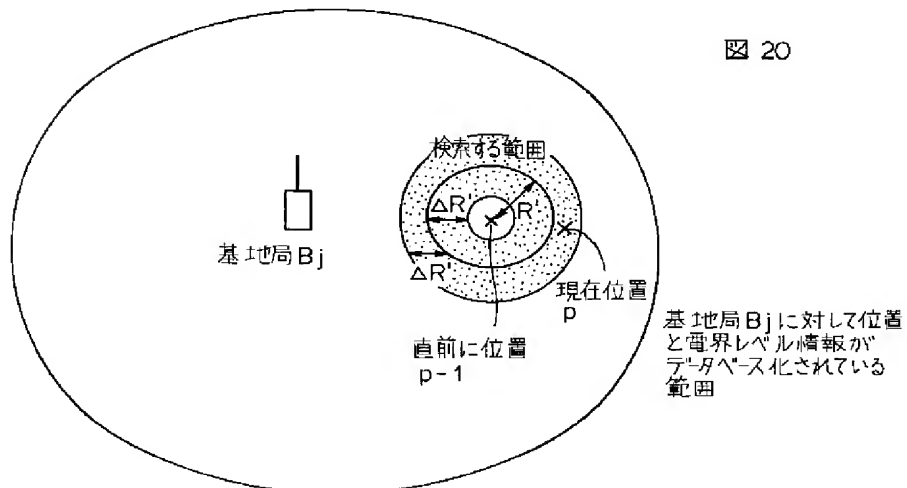 図 20
検索する範囲
ΔR'
R'
ΔR'
基地局Bj
現在位置
p
直前に位置
p-1
基地局Bjに対して位置
と電界レベル情報が
データベース化されている
範囲